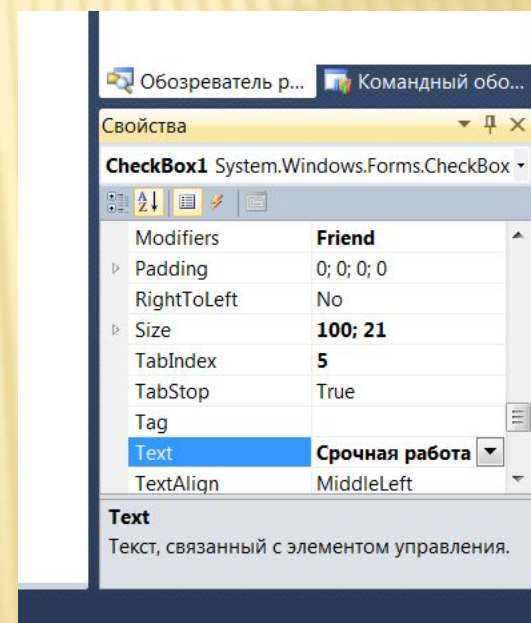 Обозреватель р... Командный обо...
Свойства
CheckBox1 System.Windows.Forms.CheckBox
Modifiers Friend
Padding 0; 0; 0; 0
RightToLeft No
Size 100; 21
TabIndex 5
TabStop True
Tag
Text Срочная работа
TextAlign MiddleLeft
Text
Текст, связанный с элементом управления.